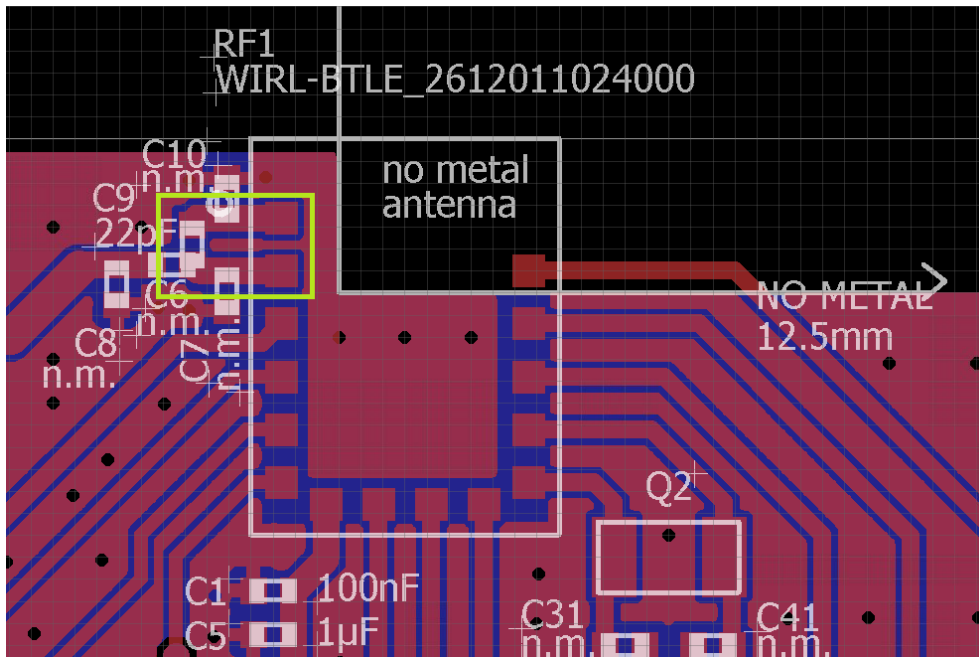 RF1
WIRL-BTLE_2612011024000
no metal
antenna
C10
n.m.
C9
22pF
C6
n.m.
C7
n.m.
C8
n.m.
NO METAL
12.5mm
Q2
C1
100nF
C5
1µF
C31
n.m.
C41
n.m.